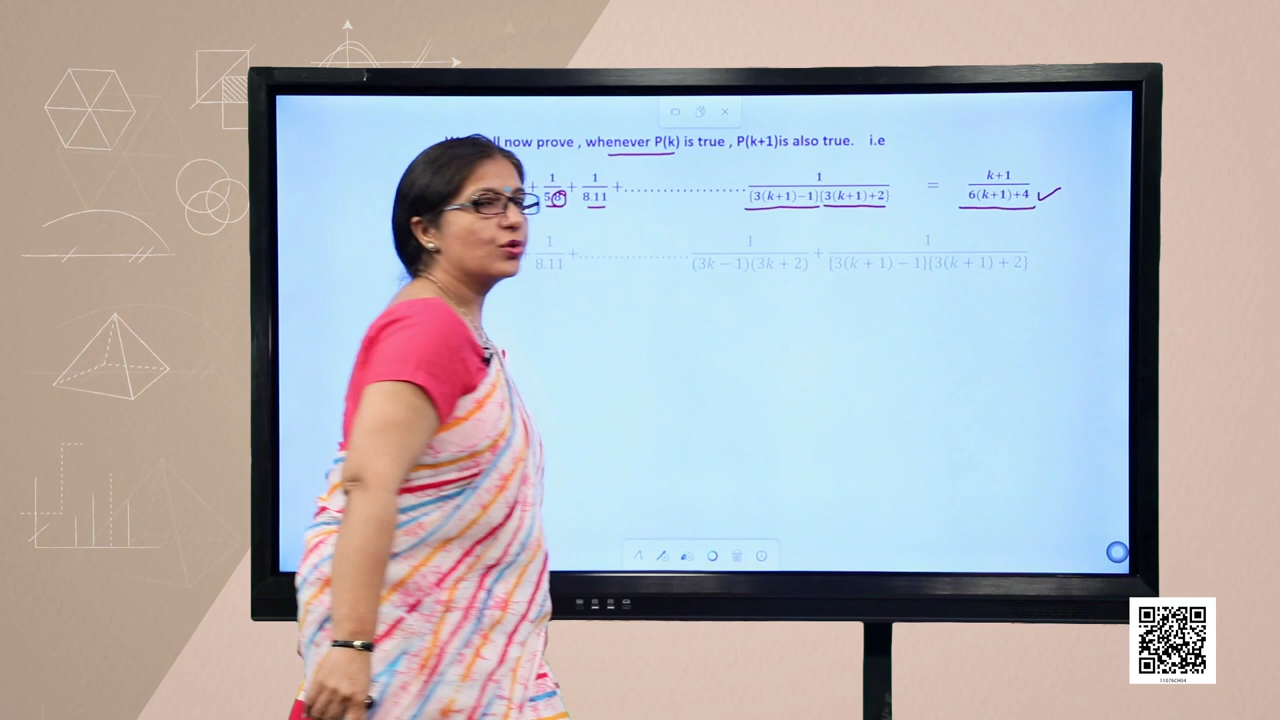 now prove , whenever P(k) is true , P(k+1)is also true. i.e
+ 1/5.8 + 1/8.11 +.................... 1/{3(k+1)−1}{3(k+1)+2} = k+1/6(k+1)+4
1/8.11 +.................... 1/(3k − 1)(3k + 2) + 1/{3(k + 1) − 1}{3(k + 1) + 2}
11076CH04